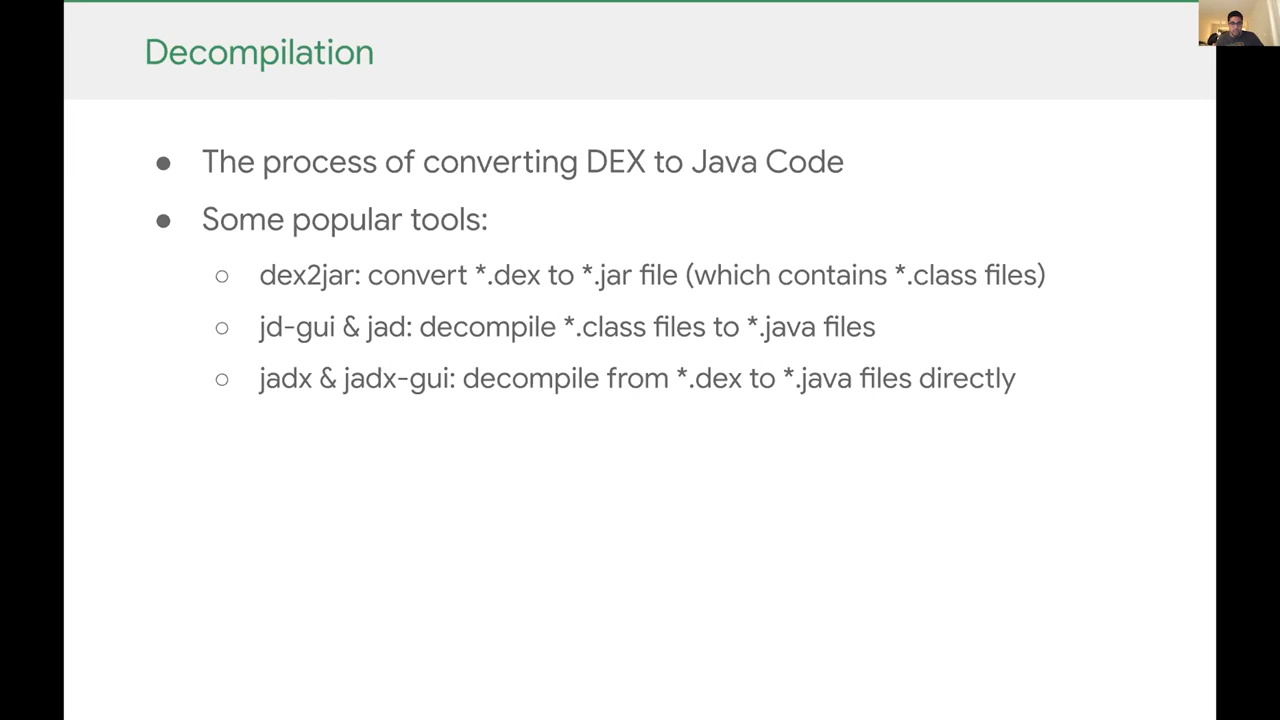 Decompilation
● The process of converting DEX to Java Code
● Some popular tools:
○ dex2jar: convert *.dex to *.jar file (which contains *.class files)
○ jd-gui & jad: decompile *.class files to *.java files
○ jadx & jadx-gui: decompile from *.dex to *.java files directly